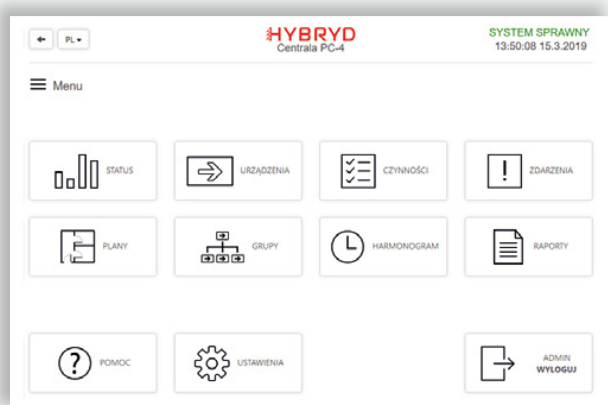 PL
HYBRYD
Centrala PC-4
SYSTEM SPRAWNY
13:50:08 15.3.2019
Menu
STATUS
URZĄDZENIA
CZYNNOŚCI
ZDARZENIA
PLANY
GRUPY
HARMONOGRAM
RAPORTY
POMOC
USTAWIENIA
ADMIN
WYLOGUJ